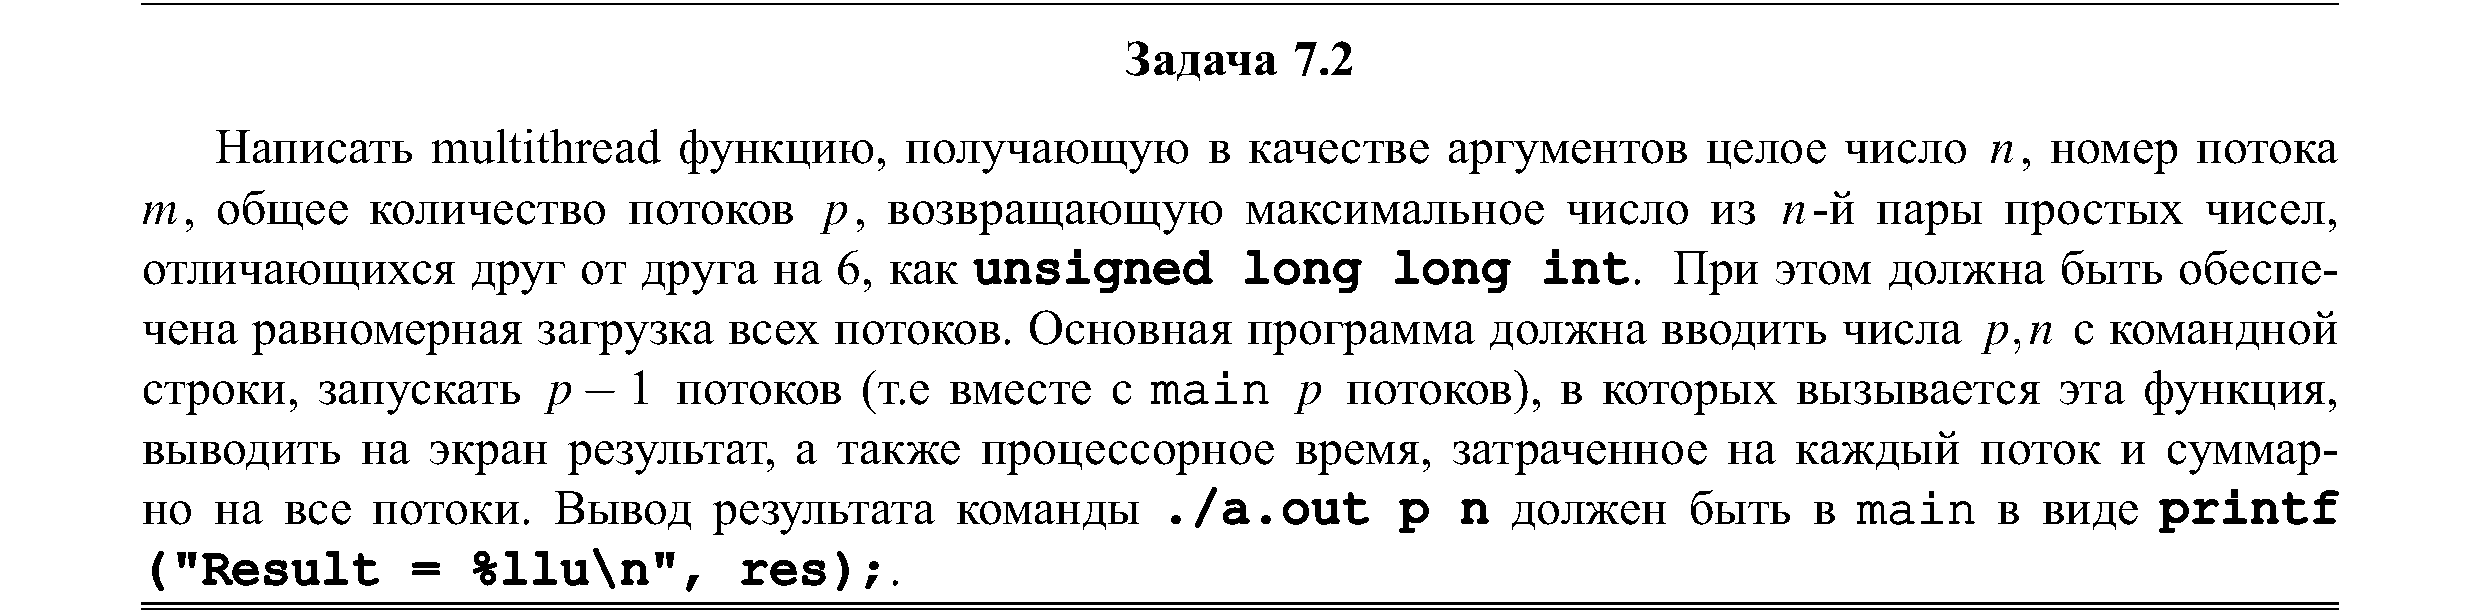 Задача 7.2
Написать multithread функцию, получающую в качестве аргументов целое число n, номер потока
m, общее количество потоков p, возвращающую максимальное число из n-й пары простых чисел,
отличающихся друг от друга на 6, как unsigned long long int. При этом должна быть обеспе-
чена равномерная загрузка всех потоков. Основная программа должна вводить числа p,n с командной
строки, запускать p − 1 потоков (т.е вместе с main p потоков), в которых вызывается эта функция,
выводить на экран результат, а также процессорное время, затраченное на каждый поток и суммар-
но на все потоки. Вывод результата команды ./a.out p n должен быть в main в виде printf
("Result = %llu\n", res);.